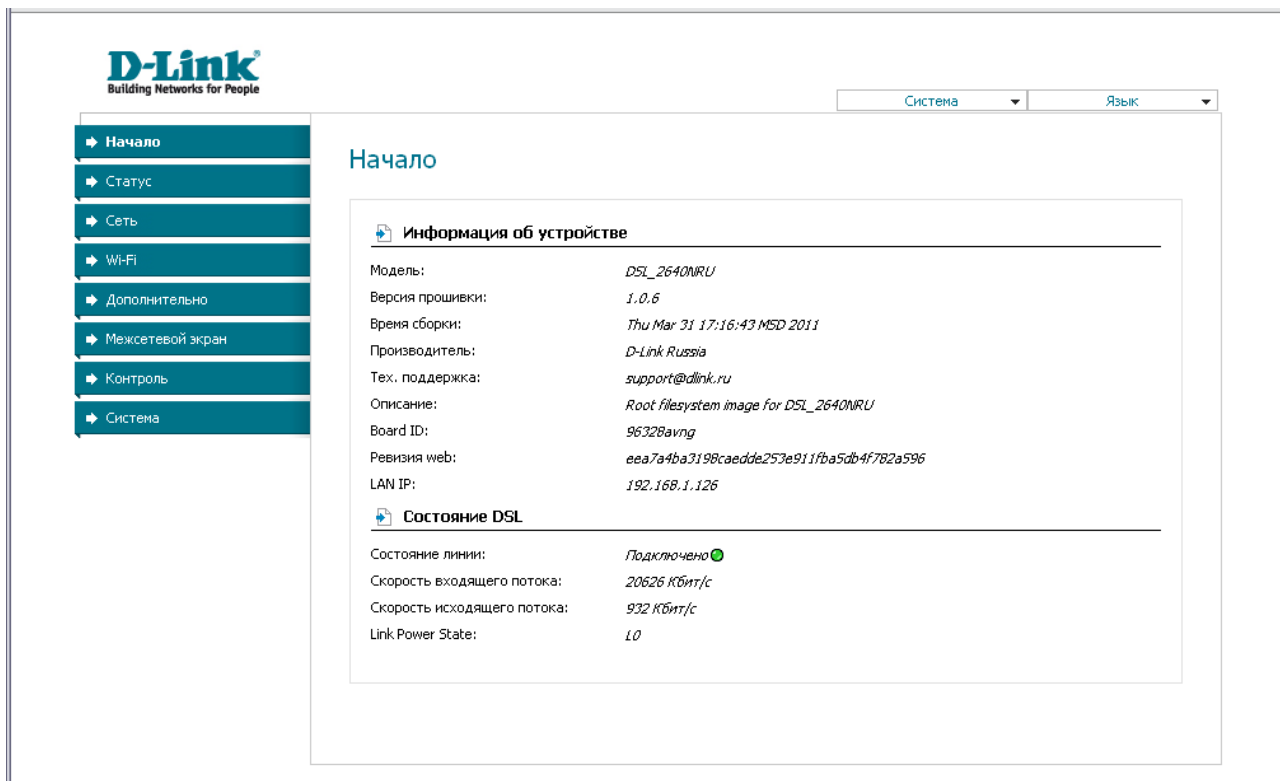 D-Link
Building Networks for People
Система Язык
Начало
Статус
Сеть
Wi-Fi
Дополнительно
Межсетевой экран
Контроль
Система
Начало
Информация об устройстве
Модель: DSL_2640NRU
Версия прошивки: 1.0.6
Время сборки: Thu Mar 31 17:16:43 MSD 2011
Производитель: D-Link Russia
Тех. поддержка: support@dlink.ru
Описание: Root filesystem image for DSL_2640NRU
Board ID: 96328avng
Ревизия web: eea7a4ba3198caedde253e911fba5db4f782a596
LAN IP: 192.168.1.126
Состояние DSL
Состояние линии: Подключено
Скорость входящего потока: 20626 Кбит/с
Скорость исходящего потока: 932 Кбит/с
Link Power State: L0